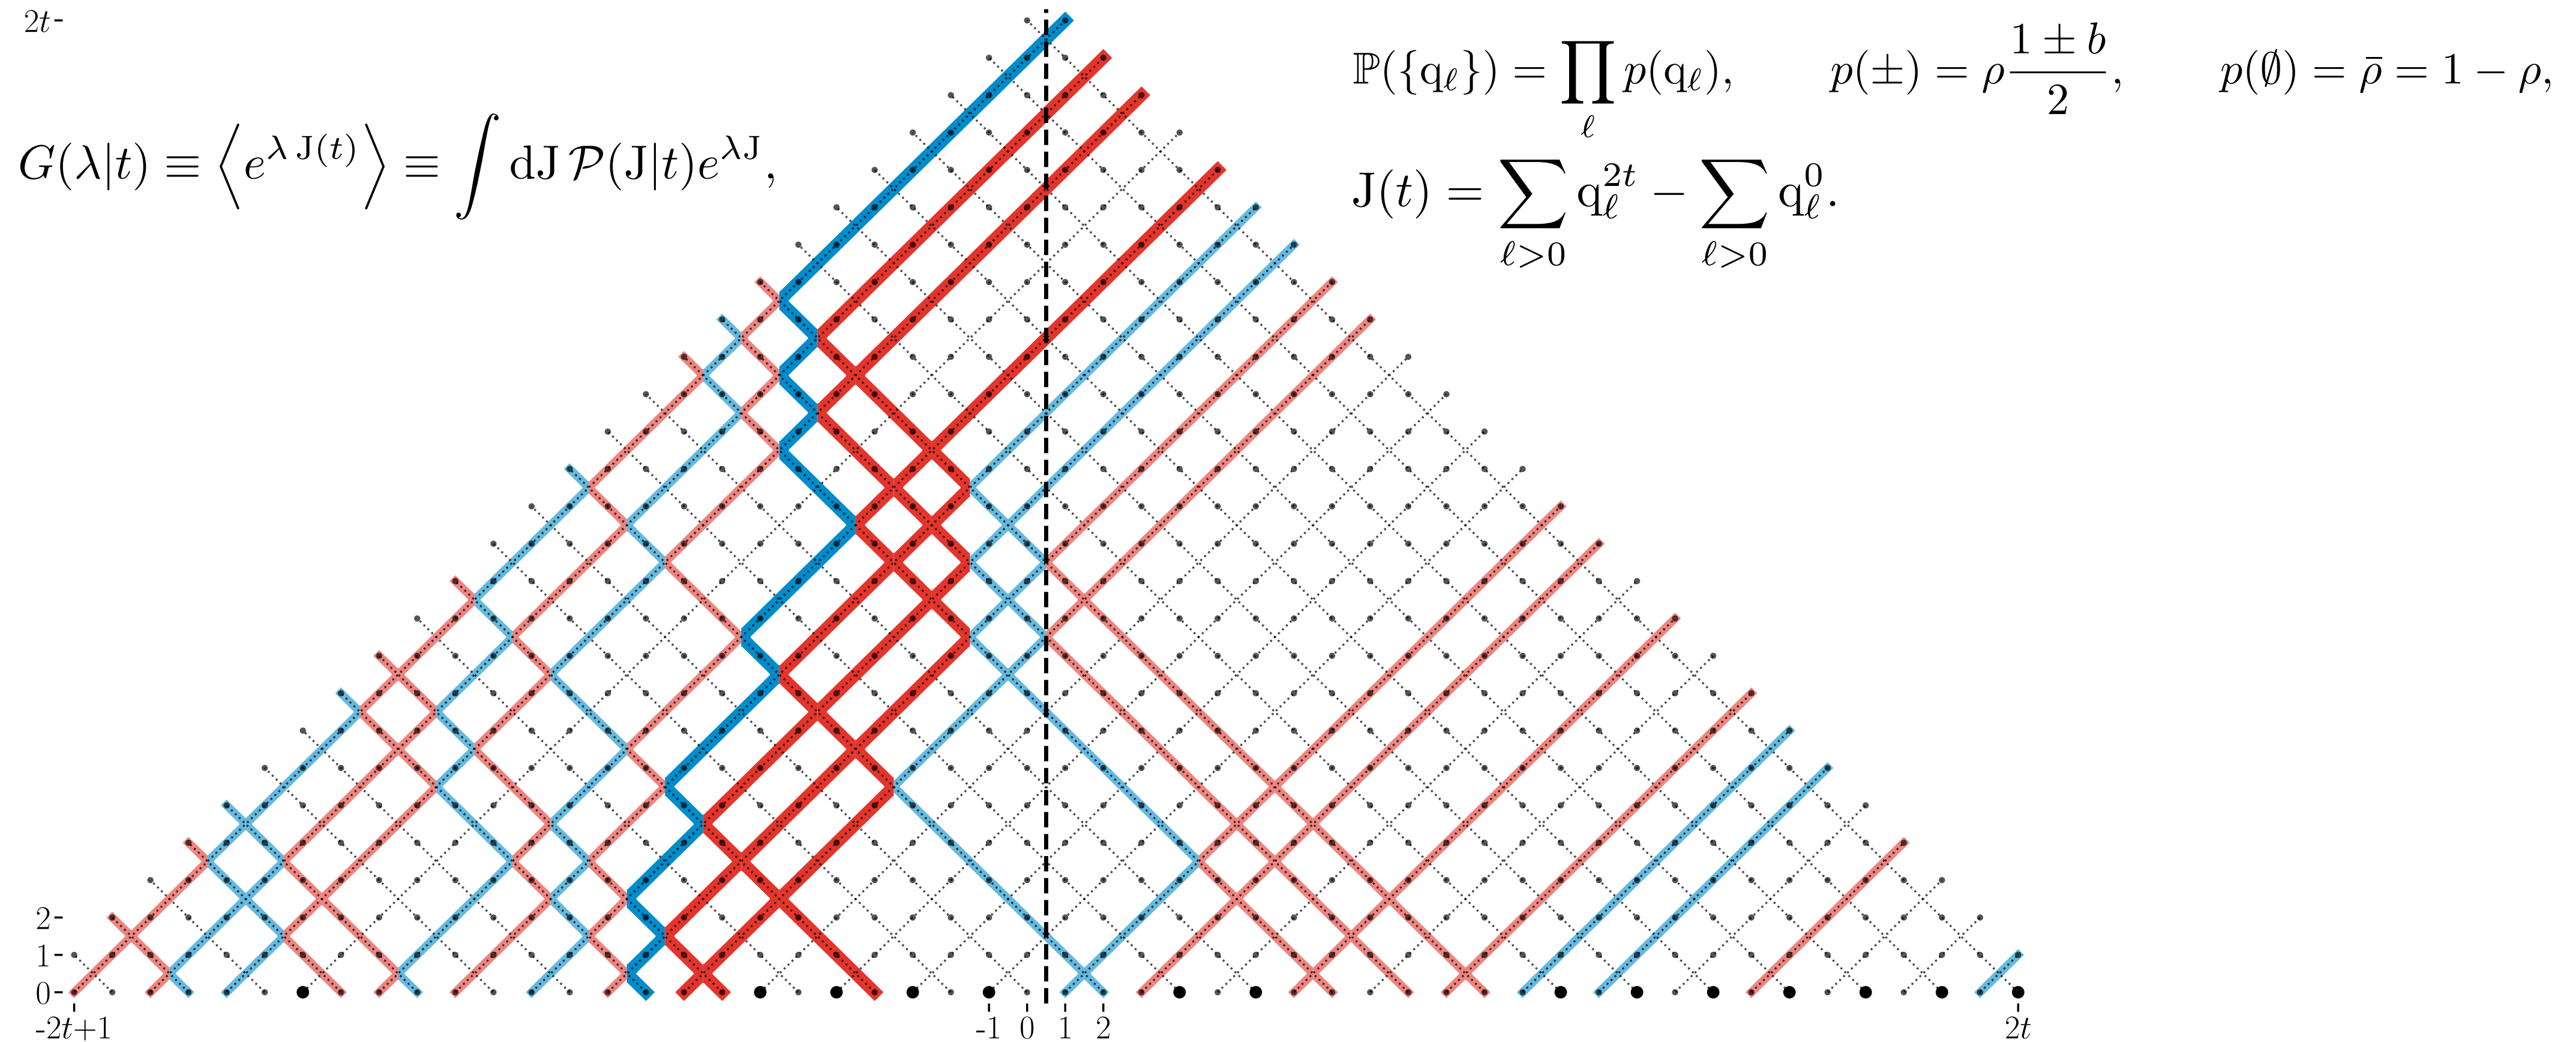 2t-
ℙ({q_ℓ}) = ∏_ℓ p(q_ℓ), p(±) = ρ (1 ± b)/2, p(∅) = ρ̄ = 1 − ρ,
G(λ|t) ≡ ⟨e^{λ J(t)}⟩ ≡ ∫ dJ 𝒫(J|t)e^{λJ},
J(t) = ∑_{ℓ>0} q_ℓ^{2t} − ∑_{ℓ>0} q_ℓ^0.
2-
1-
0-
-2t+1 -1 0 1 2 2t